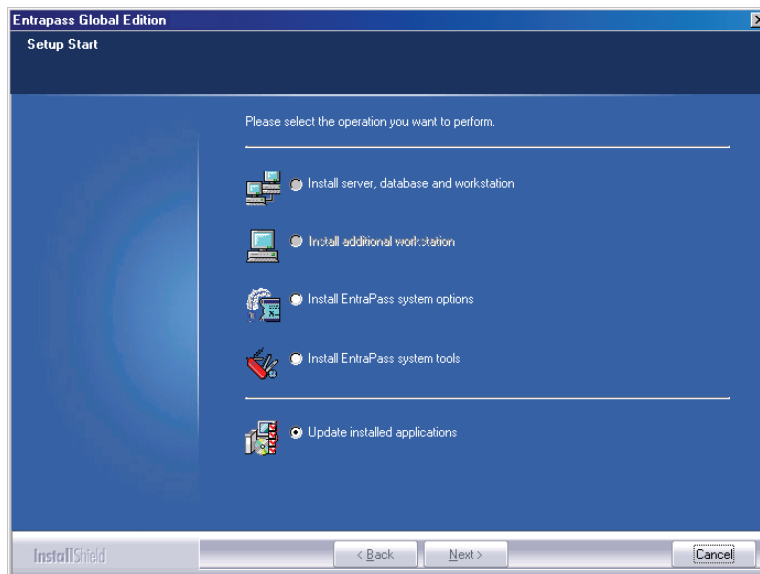 Entrapass Global Edition
Setup Start
Please select the operation you want to perform.
Install server, database and workstation
Install additional workstation
Install EntraPass system options
Install EntraPass system tools
Update installed applications
InstallShield
< Back
Next >
Cancel